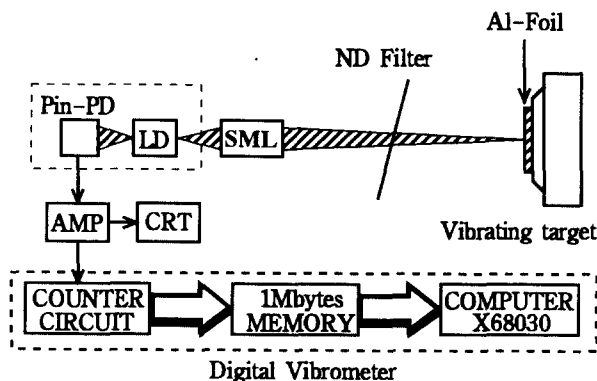 Al-Foil
ND Filter
Pin-PD
LD
SML
AMP
CRT
Vibrating target
COUNTER
CIRCUIT
1Mbytes
MEMORY
COMPUTER
X68030
Digital Vibrometer